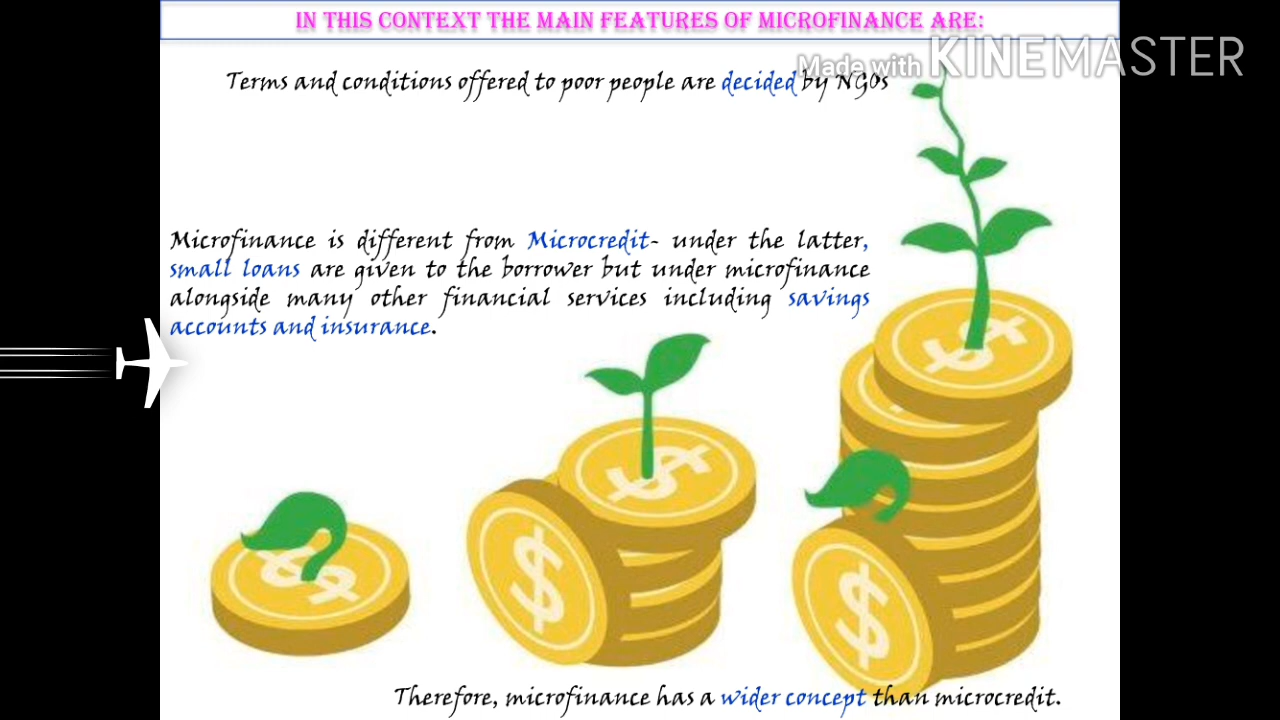 IN THIS CONTEXT THE MAIN FEATURES OF MICROFINANCE ARE:
Made with KINEMASTER
Terms and conditions offered to poor people are decided by NGOs
Microfinance is different from Microcredit- under the latter,
small loans are given to the borrower but under microfinance
alongside many other financial services including savings
accounts and insurance.
$
$
$
$
$
Therefore, microfinance has a wider concept than microcredit.